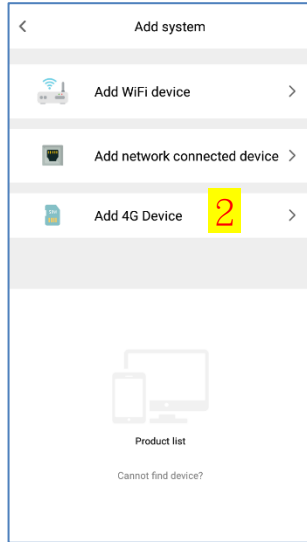 Add system
Add WiFi device
Add network connected device
Add 4G Device 2
Product list
Cannot find device?